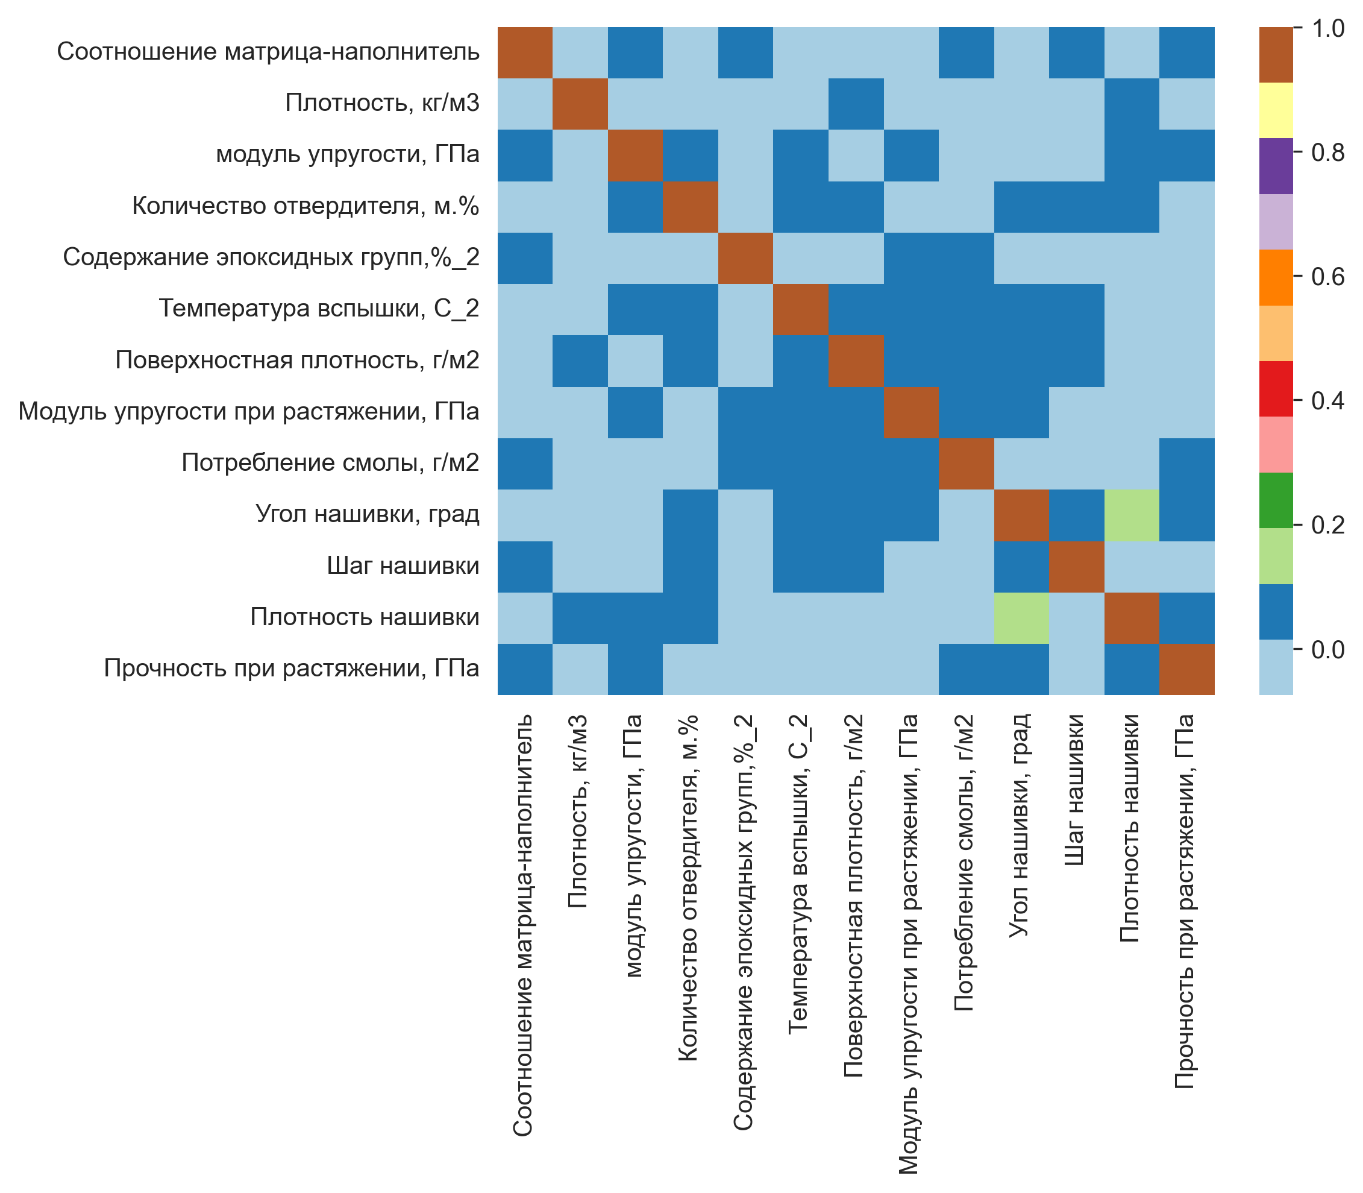 Соотношение матрица-наполнитель
Плотность, кг/м3
модуль упругости, ГПа
Количество отвердителя, м.%
Содержание эпоксидных групп,%_2
Температура вспышки, С_2
Поверхностная плотность, г/м2
Модуль упругости при растяжении, ГПа
Потребление смолы, г/м2
Угол нашивки, град
Шаг нашивки
Плотность нашивки
Прочность при растяжении, ГПа
Соотношение матрица-наполнитель
Плотность, кг/м3
модуль упругости, ГПа
Количество отвердителя, м.%
Содержание эпоксидных групп,%_2
Температура вспышки, С_2
Поверхностная плотность, г/м2
Модуль упругости при растяжении, ГПа
Потребление смолы, г/м2
Угол нашивки, град
Шаг нашивки
Плотность нашивки
Прочность при растяжении, ГПа
1.0
0.8
0.6
0.4
0.2
0.0